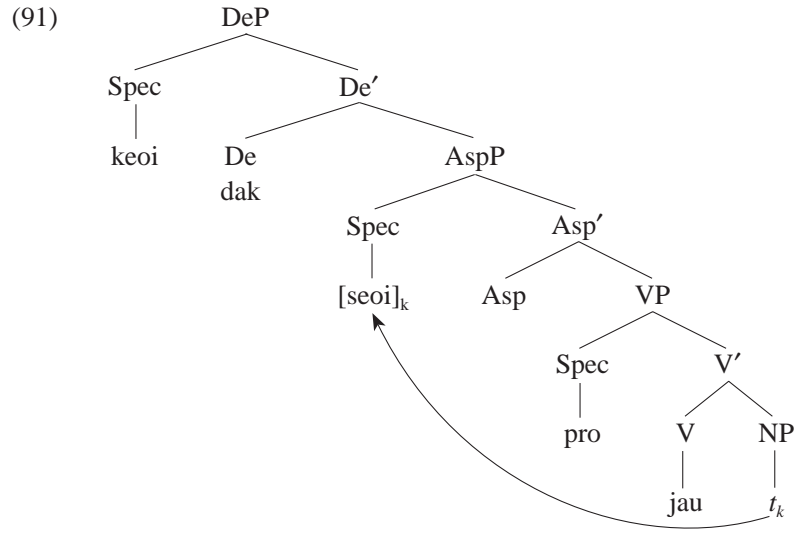 (91) DeP
Spec De′
keoi De AspP
dak
Spec Asp′
[seoi]k Asp VP
Spec V′
pro V NP
jau tk